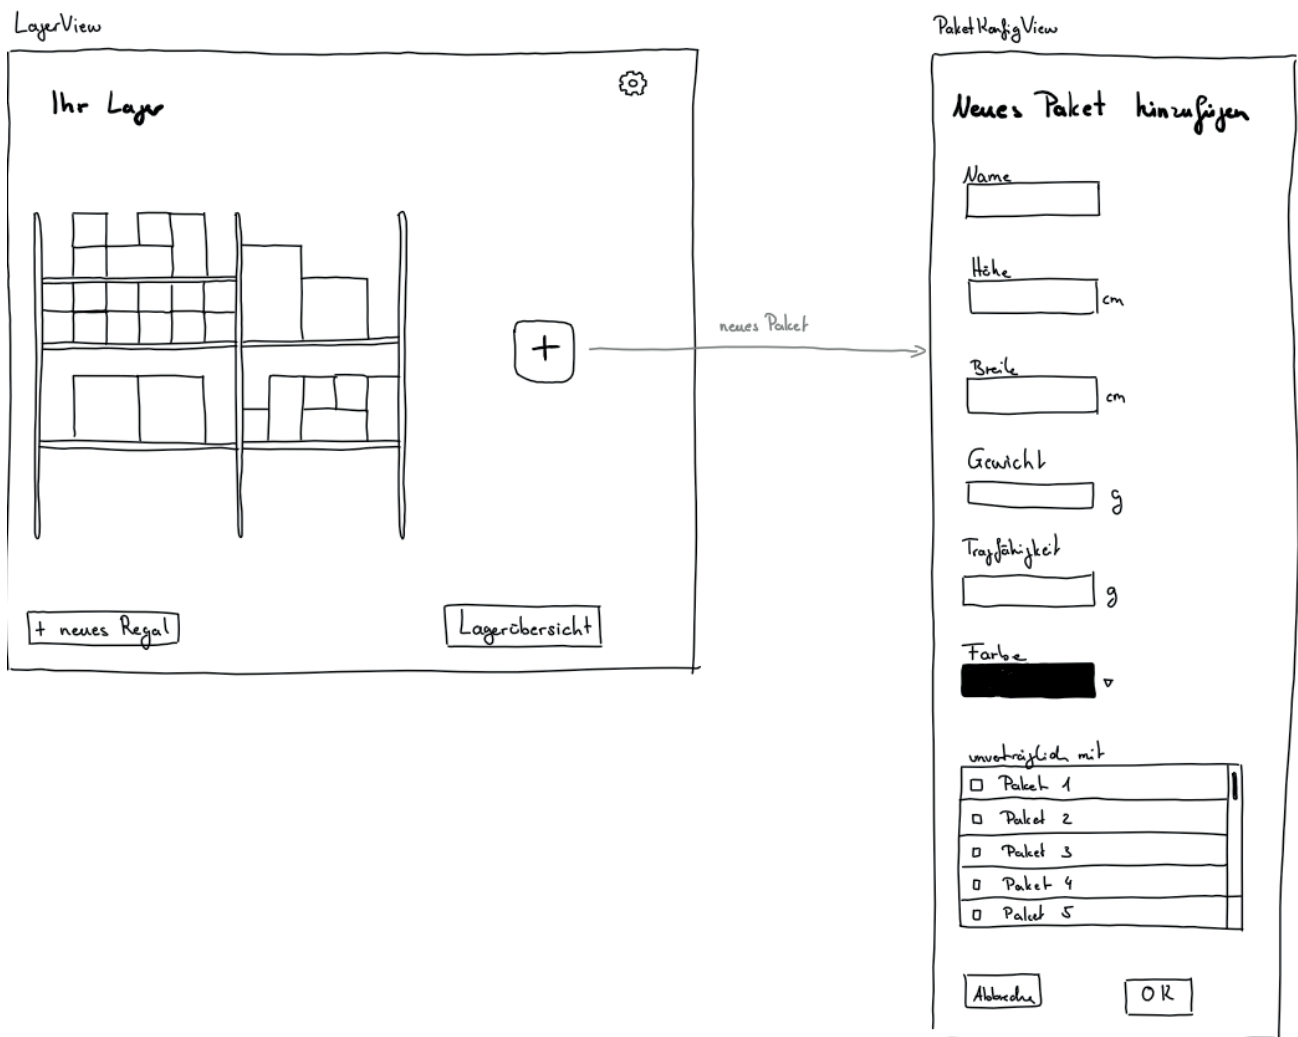 LagerView
Ihr Lager
+
+ neues Regal
Lagerübersicht
neues Paket
PaketKonfigView
Neues Paket hinzufügen
Name
Höhe
cm
Breite
cm
Gewicht
g
Tragfähigkeit
g
Farbe
unverträglich mit
Paket 1
Paket 2
Paket 3
Paket 4
Paket 5
Abbrechen
OK